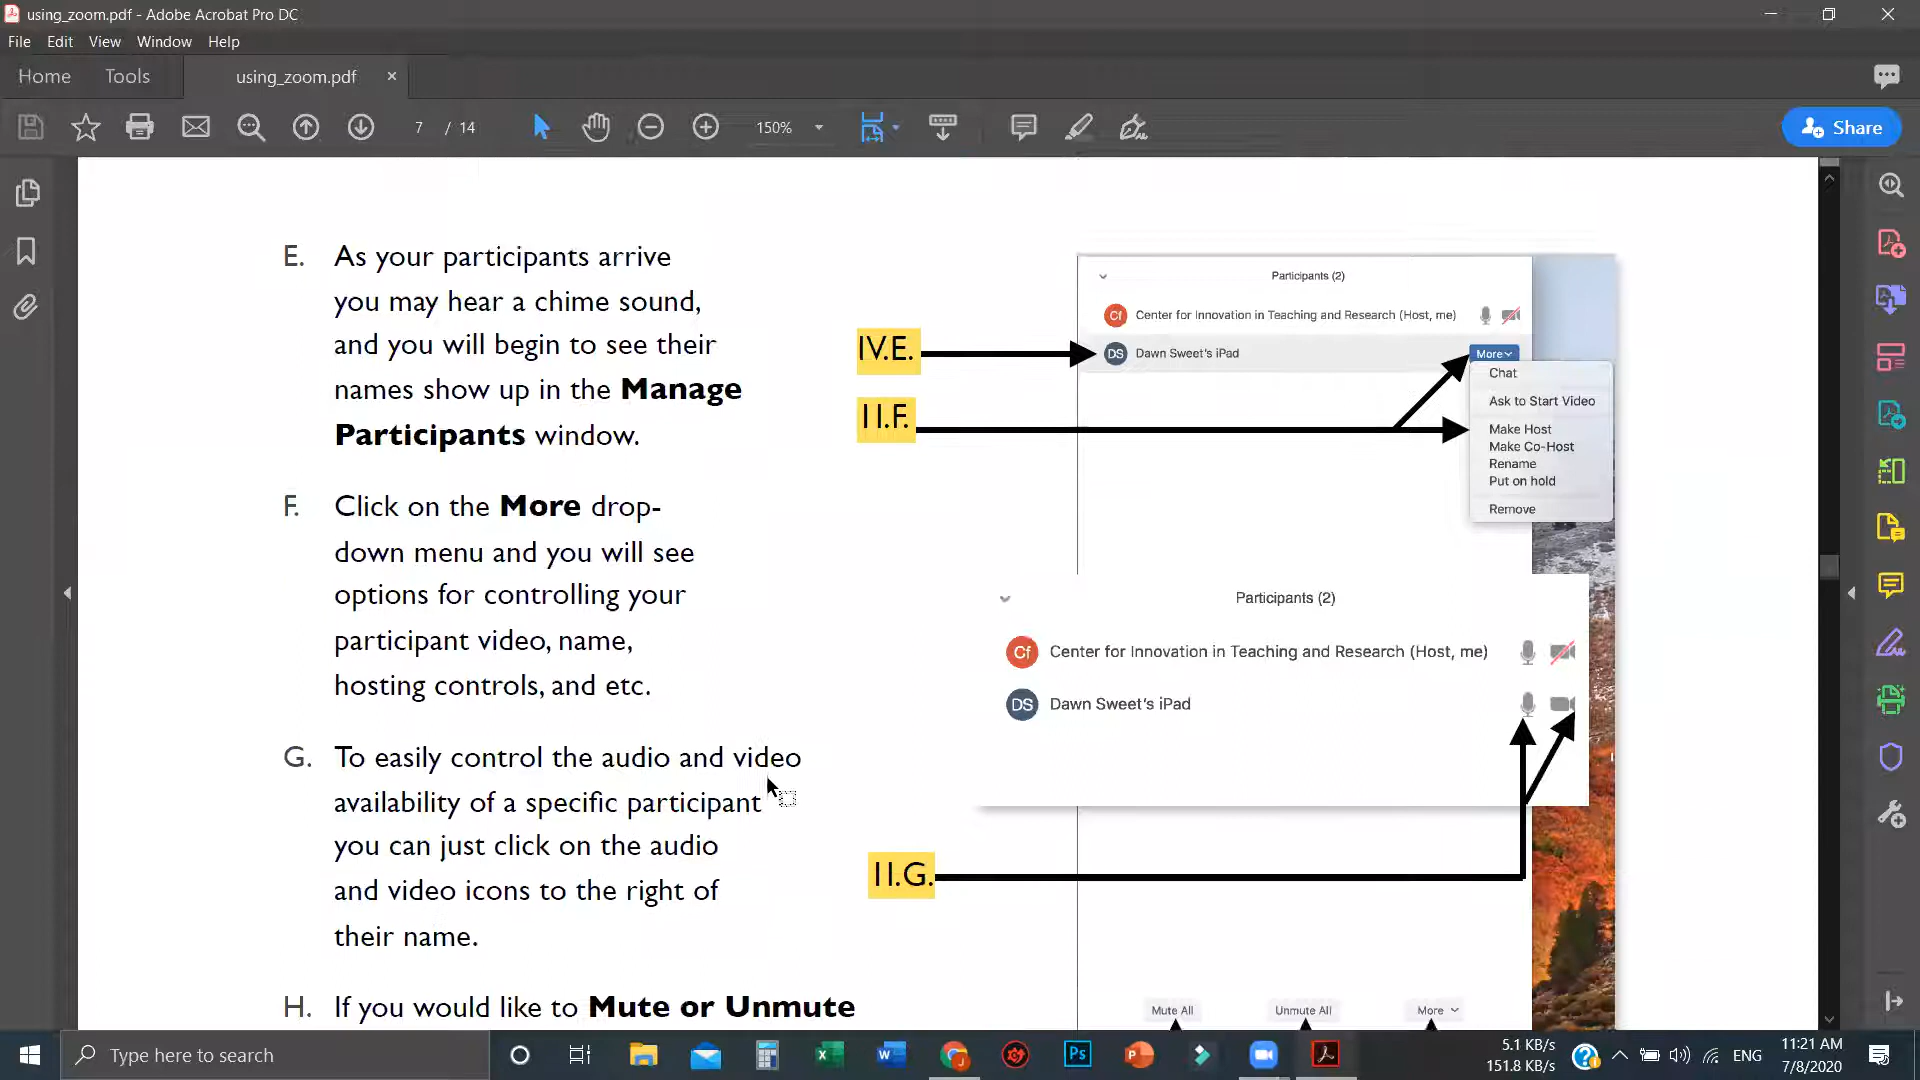 using_zoom.pdf - Adobe Acrobat Pro DC
File Edit View Window Help
Home Tools using_zoom.pdf ×
7 / 14 150% Share
E. As your participants arrive
you may hear a chime sound,
and you will begin to see their
names show up in the Manage
Participants window.
F. Click on the More drop-
down menu and you will see
options for controlling your
participant video, name,
hosting controls, and etc.
G. To easily control the audio and video
availability of a specific participant
you can just click on the audio
and video icons to the right of
their name.
H. If you would like to Mute or Unmute
IV.E.
II.F.
II.G.
Participants (2)
Cf Center for Innovation in Teaching and Research (Host, me)
DS Dawn Sweet's iPad More
Chat
Ask to Start Video
Make Host
Make Co-Host
Rename
Put on hold
Remove
Participants (2)
Cf Center for Innovation in Teaching and Research (Host, me)
DS Dawn Sweet's iPad
Mute All Unmute All More
Type here to search
Ps
5.1 KB/s
151.8 KB/s
ENG
11:21 AM
7/8/2020